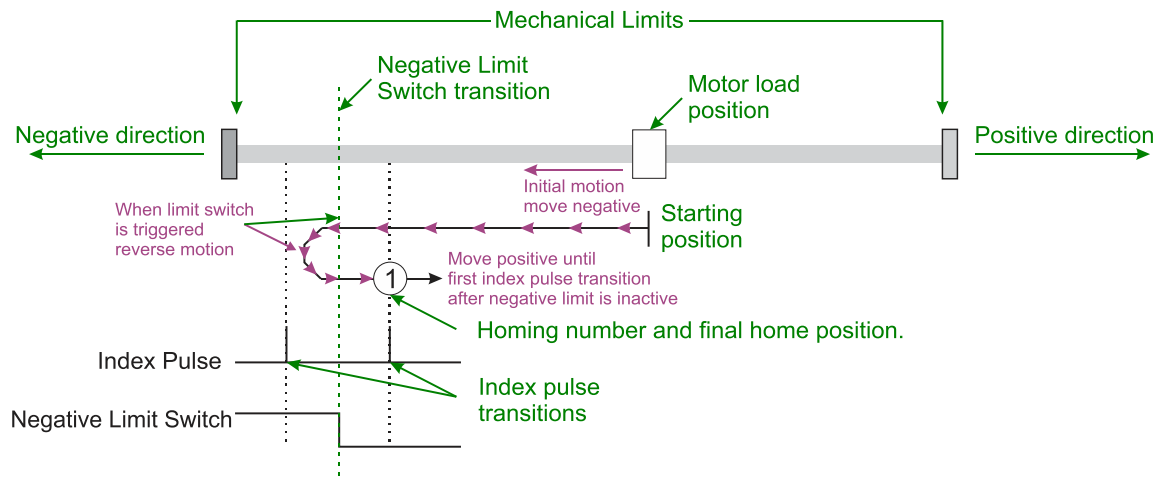 Mechanical Limits
Negative Limit
Switch transition
Motor load
position
Negative direction
Positive direction
Initial motion
move negative
When limit switch
is triggered
reverse motion
Starting
position
Move positive until
first index pulse transition
after negative limit is inactive
1
Homing number and final home position.
Index Pulse
Index pulse
transitions
Negative Limit Switch